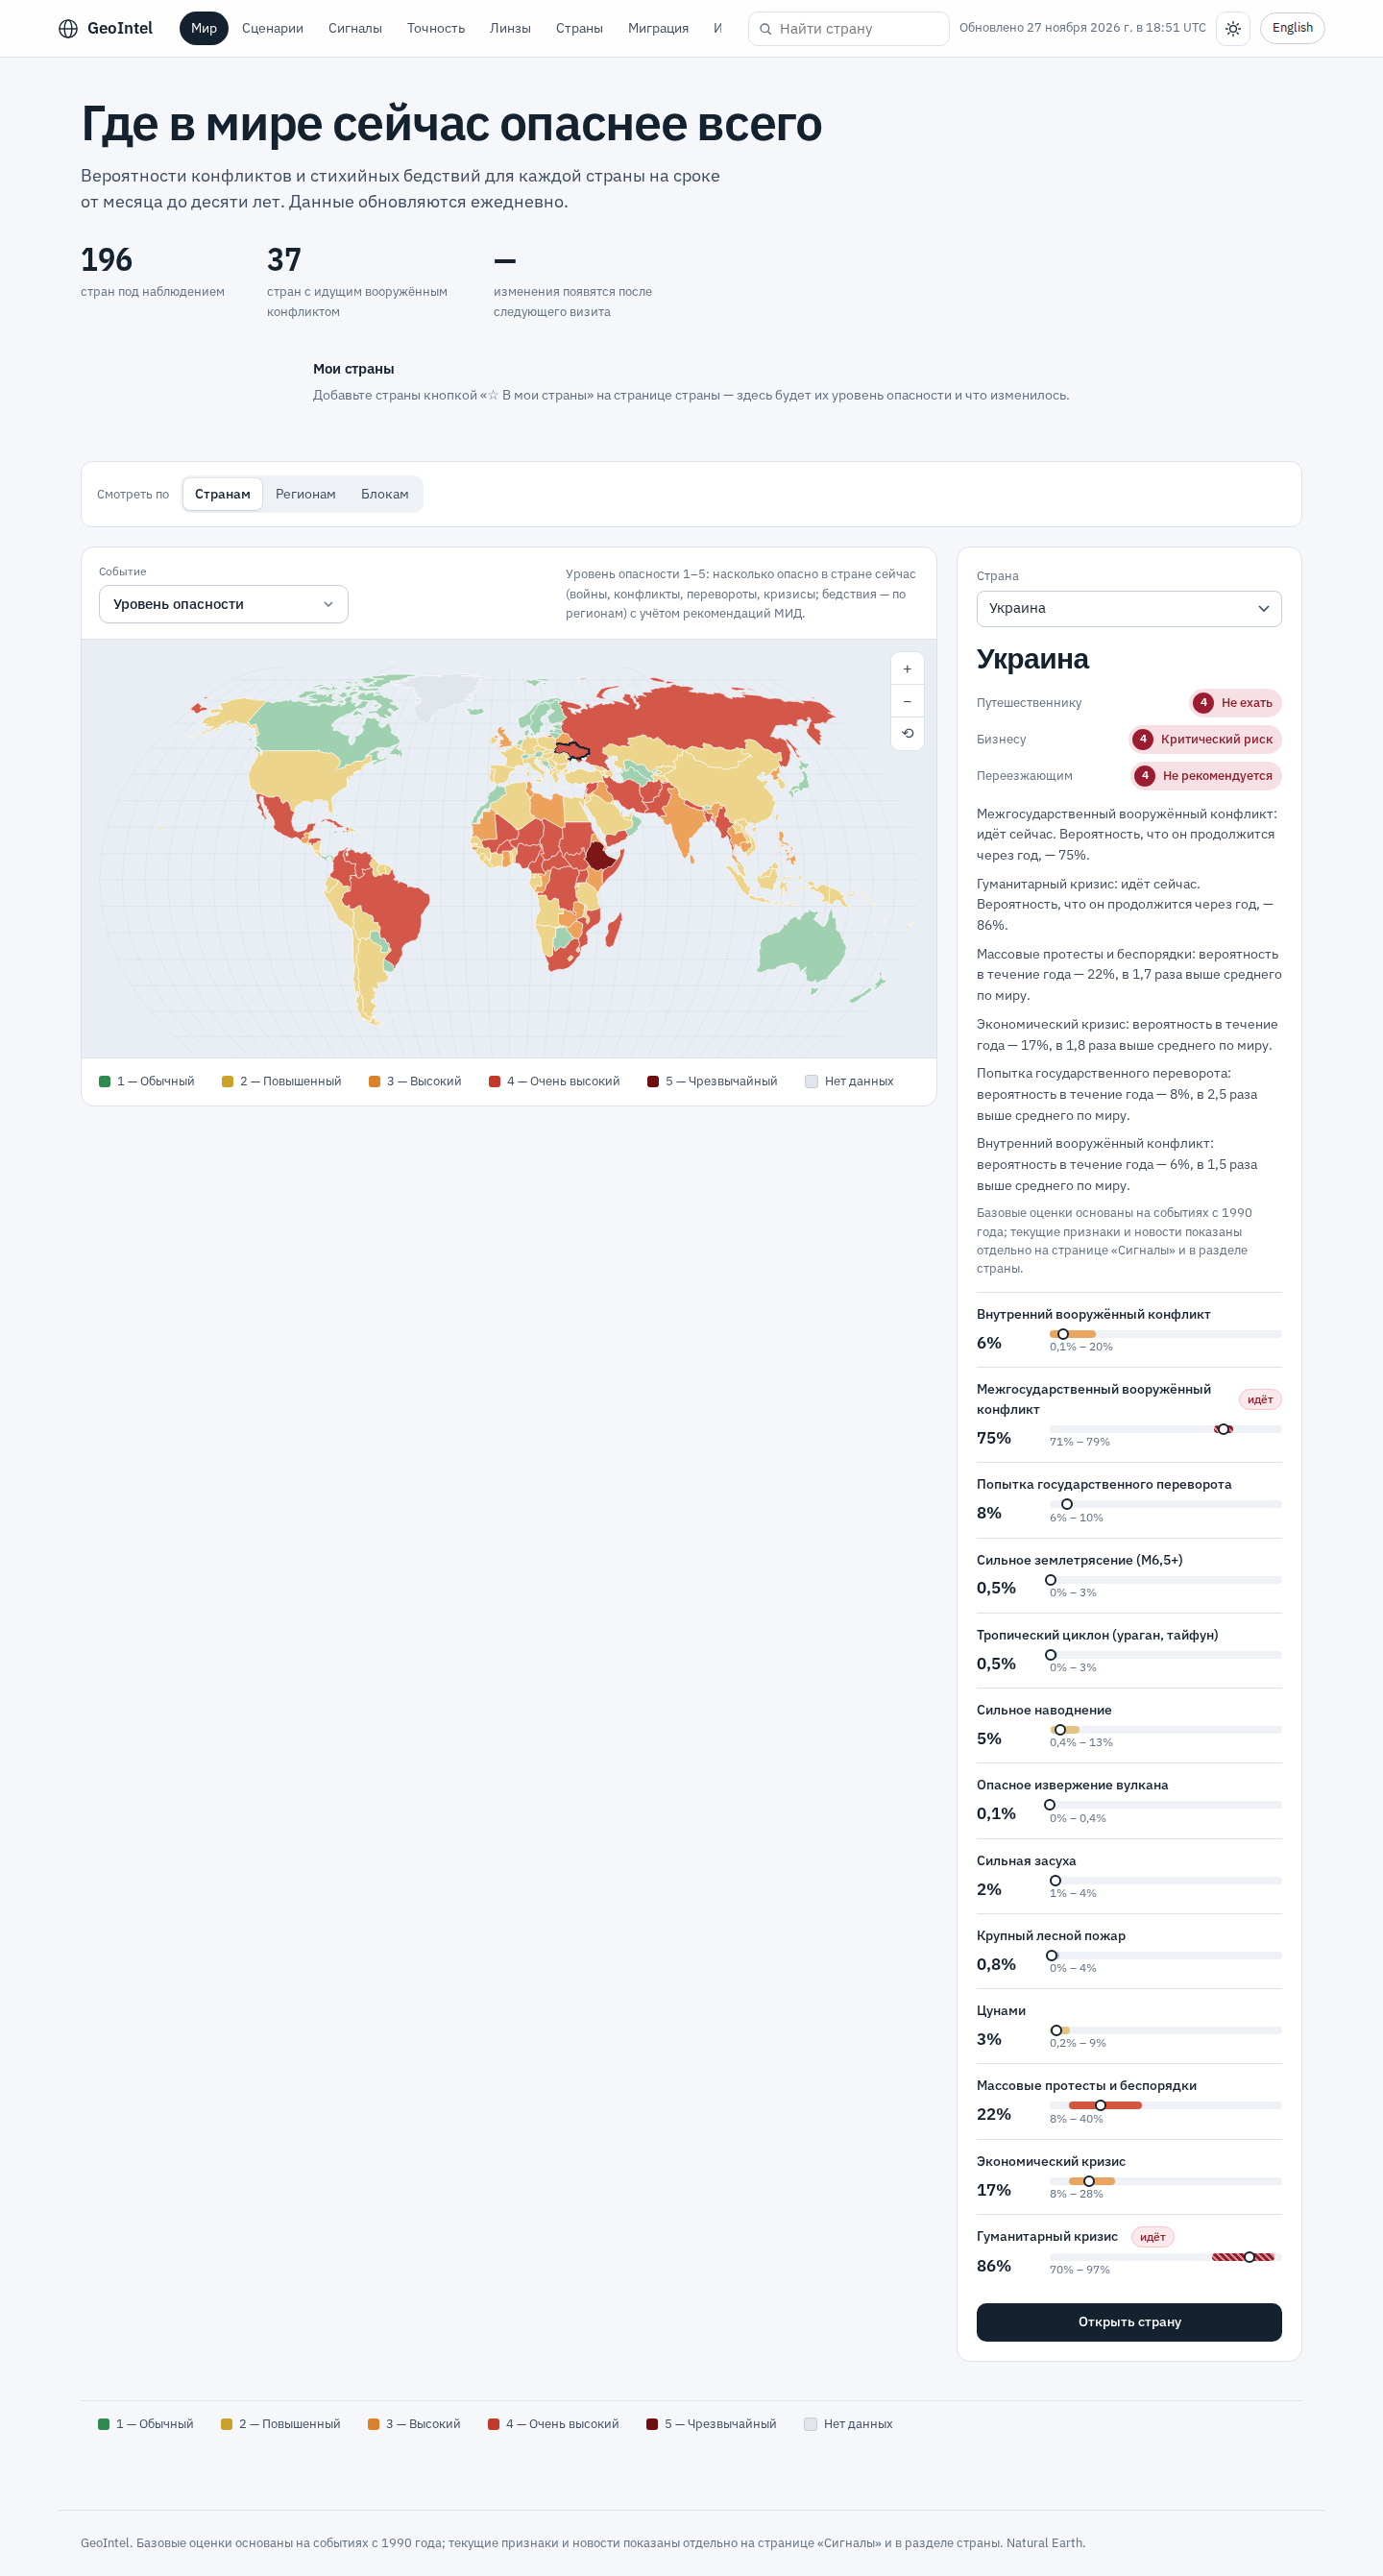 GeoIntel
Мир
Сценарии
Сигналы
Точность
Линзы
Страны
Миграция
И
Найти страну
Обновлено 27 ноября 2026 г. в 18:51 UTC
English
Где в мире сейчас опаснее всего
Вероятности конфликтов и стихийных бедствий для каждой страны на сроке
от месяца до десяти лет. Данные обновляются ежедневно.
196
стран под наблюдением
37
стран с идущим вооружённым
конфликтом
—
изменения появятся после
следующего визита
Мои страны
Добавьте страны кнопкой «☆ В мои страны» на странице страны — здесь будет их уровень опасности и что изменилось.
Смотреть по
Странам
Регионам
Блокам
Событие
Уровень опасности
Уровень опасности 1–5: насколько опасно в стране сейчас
(войны, конфликты, перевороты, кризисы; бедствия — по
регионам) с учётом рекомендаций МИД.
+
−
⟲
1 — Обычный
2 — Повышенный
3 — Высокий
4 — Очень высокий
5 — Чрезвычайный
Нет данных
Страна
Украина
Украина
Путешественнику
4 Не ехать
Бизнесу
4 Критический риск
Переезжающим
4 Не рекомендуется
Межгосударственный вооружённый конфликт:
идёт сейчас. Вероятность, что он продолжится
через год, — 75%.
Гуманитарный кризис: идёт сейчас.
Вероятность, что он продолжится через год, —
86%.
Массовые протесты и беспорядки: вероятность
в течение года — 22%, в 1,7 раза выше среднего
по миру.
Экономический кризис: вероятность в течение
года — 17%, в 1,8 раза выше среднего по миру.
Попытка государственного переворота:
вероятность в течение года — 8%, в 2,5 раза
выше среднего по миру.
Внутренний вооружённый конфликт:
вероятность в течение года — 6%, в 1,5 раза
выше среднего по миру.
Базовые оценки основаны на событиях с 1990
года; текущие признаки и новости показаны
отдельно на странице «Сигналы» и в разделе
страны.
Внутренний вооружённый конфликт
6%
0,1% – 20%
Межгосударственный вооружённый
конфликт
идёт
75%
71% – 79%
Попытка государственного переворота
8%
6% – 10%
Сильное землетрясение (M6,5+)
0,5%
0% – 3%
Тропический циклон (ураган, тайфун)
0,5%
0% – 3%
Сильное наводнение
5%
0,4% – 13%
Опасное извержение вулкана
0,1%
0% – 0,4%
Сильная засуха
2%
1% – 4%
Крупный лесной пожар
0,8%
0% – 4%
Цунами
3%
0,2% – 9%
Массовые протесты и беспорядки
22%
8% – 40%
Экономический кризис
17%
8% – 28%
Гуманитарный кризис
идёт
86%
70% – 97%
Открыть страну
1 — Обычный
2 — Повышенный
3 — Высокий
4 — Очень высокий
5 — Чрезвычайный
Нет данных
GeoIntel. Базовые оценки основаны на событиях с 1990 года; текущие признаки и новости показаны отдельно на странице «Сигналы» и в разделе страны. Natural Earth.